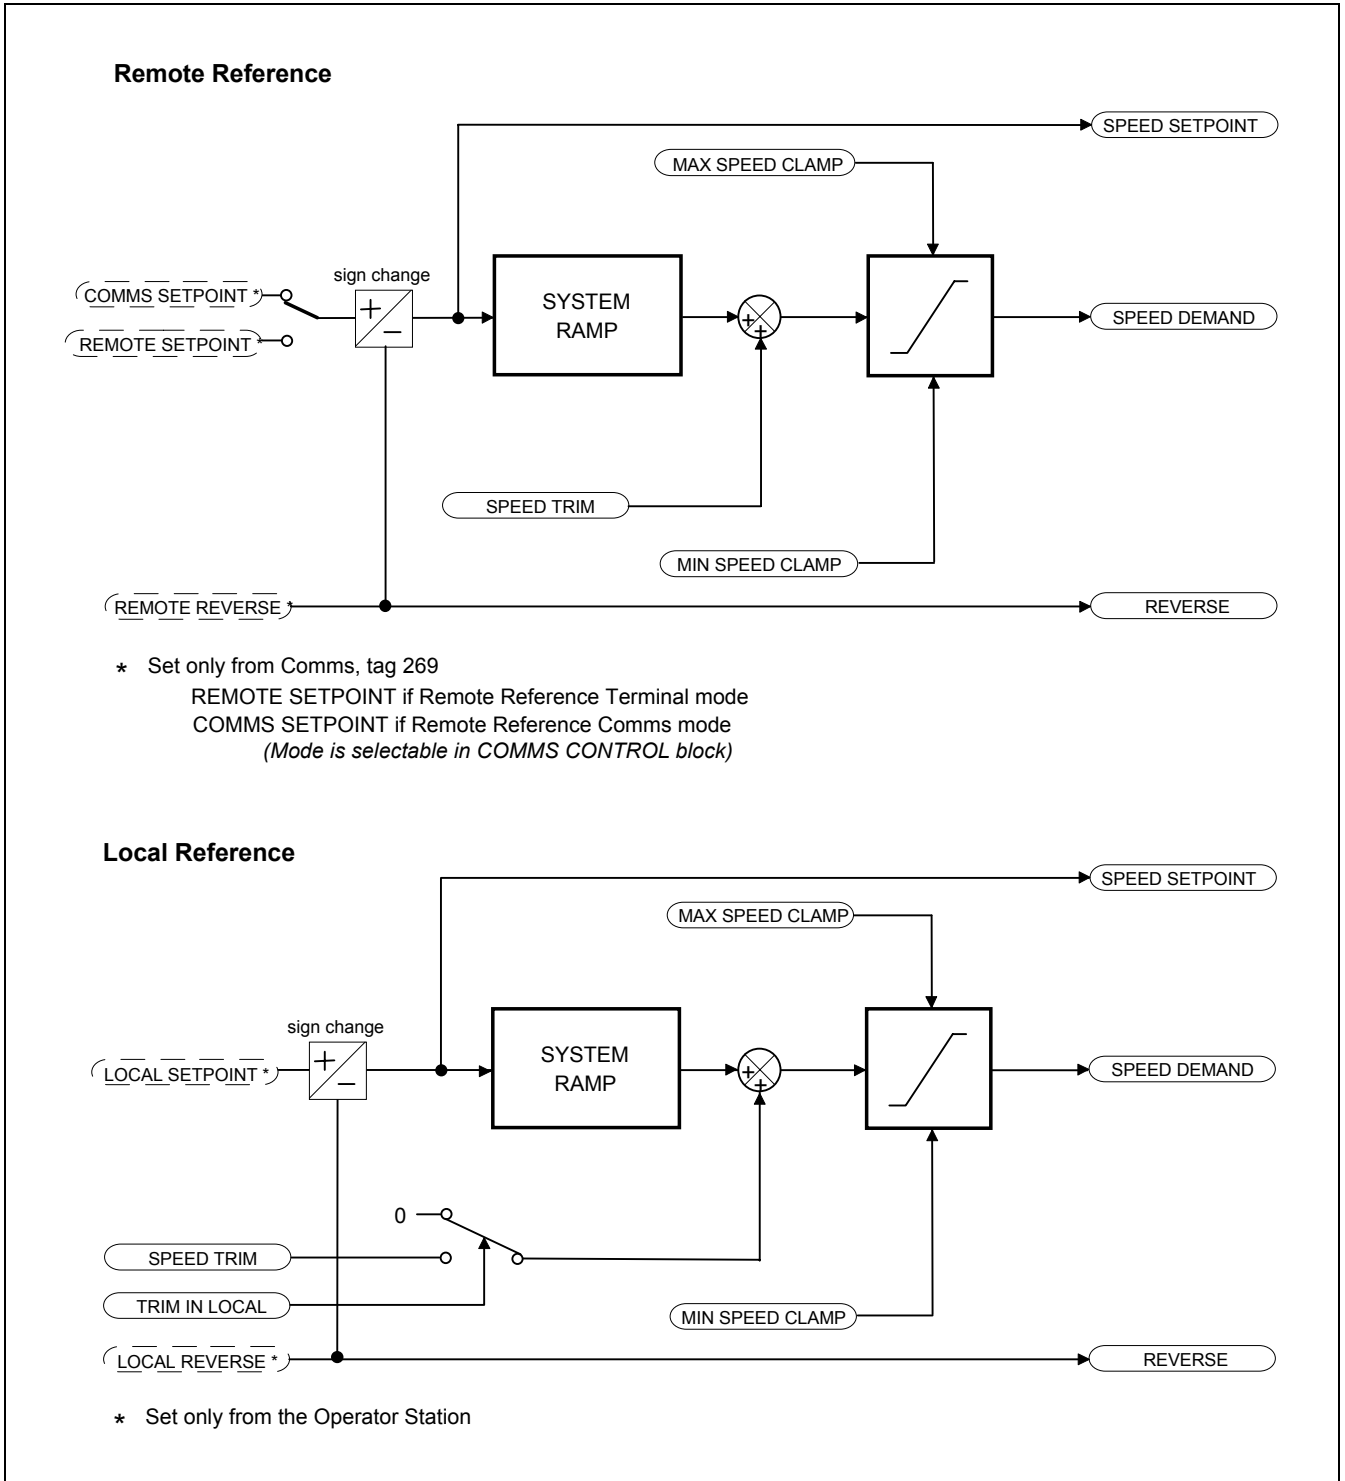 Remote Reference
SPEED SETPOINT
MAX SPEED CLAMP
sign change
COMMS SETPOINT *
SYSTEM
RAMP
+
−
+
+
SPEED DEMAND
REMOTE SETPOINT *
SPEED TRIM
MIN SPEED CLAMP
REMOTE REVERSE *
REVERSE
* Set only from Comms, tag 269
REMOTE SETPOINT if Remote Reference Terminal mode
COMMS SETPOINT if Remote Reference Comms mode
(Mode is selectable in COMMS CONTROL block)
Local Reference
SPEED SETPOINT
MAX SPEED CLAMP
sign change
LOCAL SETPOINT *
+
−
SYSTEM
RAMP
+
+
SPEED DEMAND
0
SPEED TRIM
TRIM IN LOCAL
MIN SPEED CLAMP
LOCAL REVERSE *
REVERSE
* Set only from the Operator Station